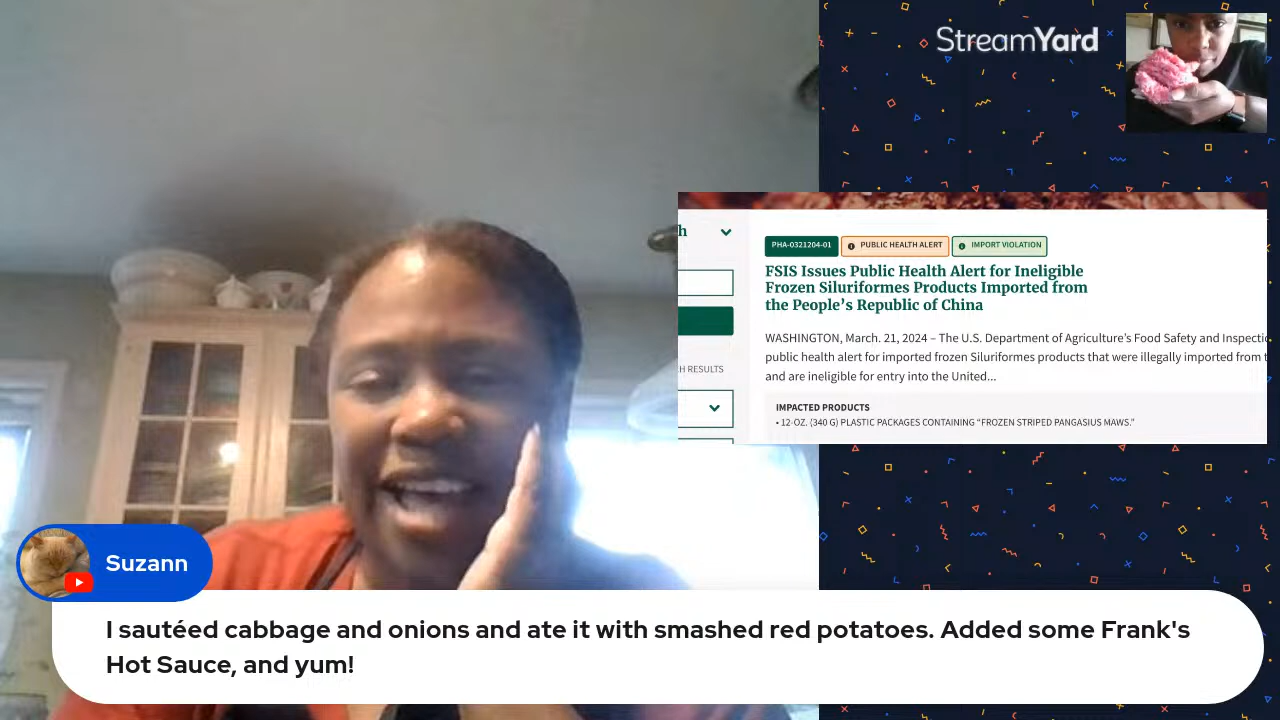 StreamYard
h
PHA-0321204-01 PUBLIC HEALTH ALERT IMPORT VIOLATION
FSIS Issues Public Health Alert for Ineligible
Frozen Siluriformes Products Imported from
the People's Republic of China
WASHINGTON, March. 21, 2024 – The U.S. Department of Agriculture's Food Safety and Inspectic
public health alert for imported frozen Siluriformes products that were illegally imported from t
and are ineligible for entry into the United...
H RESULTS
IMPACTED PRODUCTS
• 12-OZ. (340 G) PLASTIC PACKAGES CONTAINING "FROZEN STRIPED PANGASIUS MAWS."
Suzann
I sautéed cabbage and onions and ate it with smashed red potatoes. Added some Frank's
Hot Sauce, and yum!